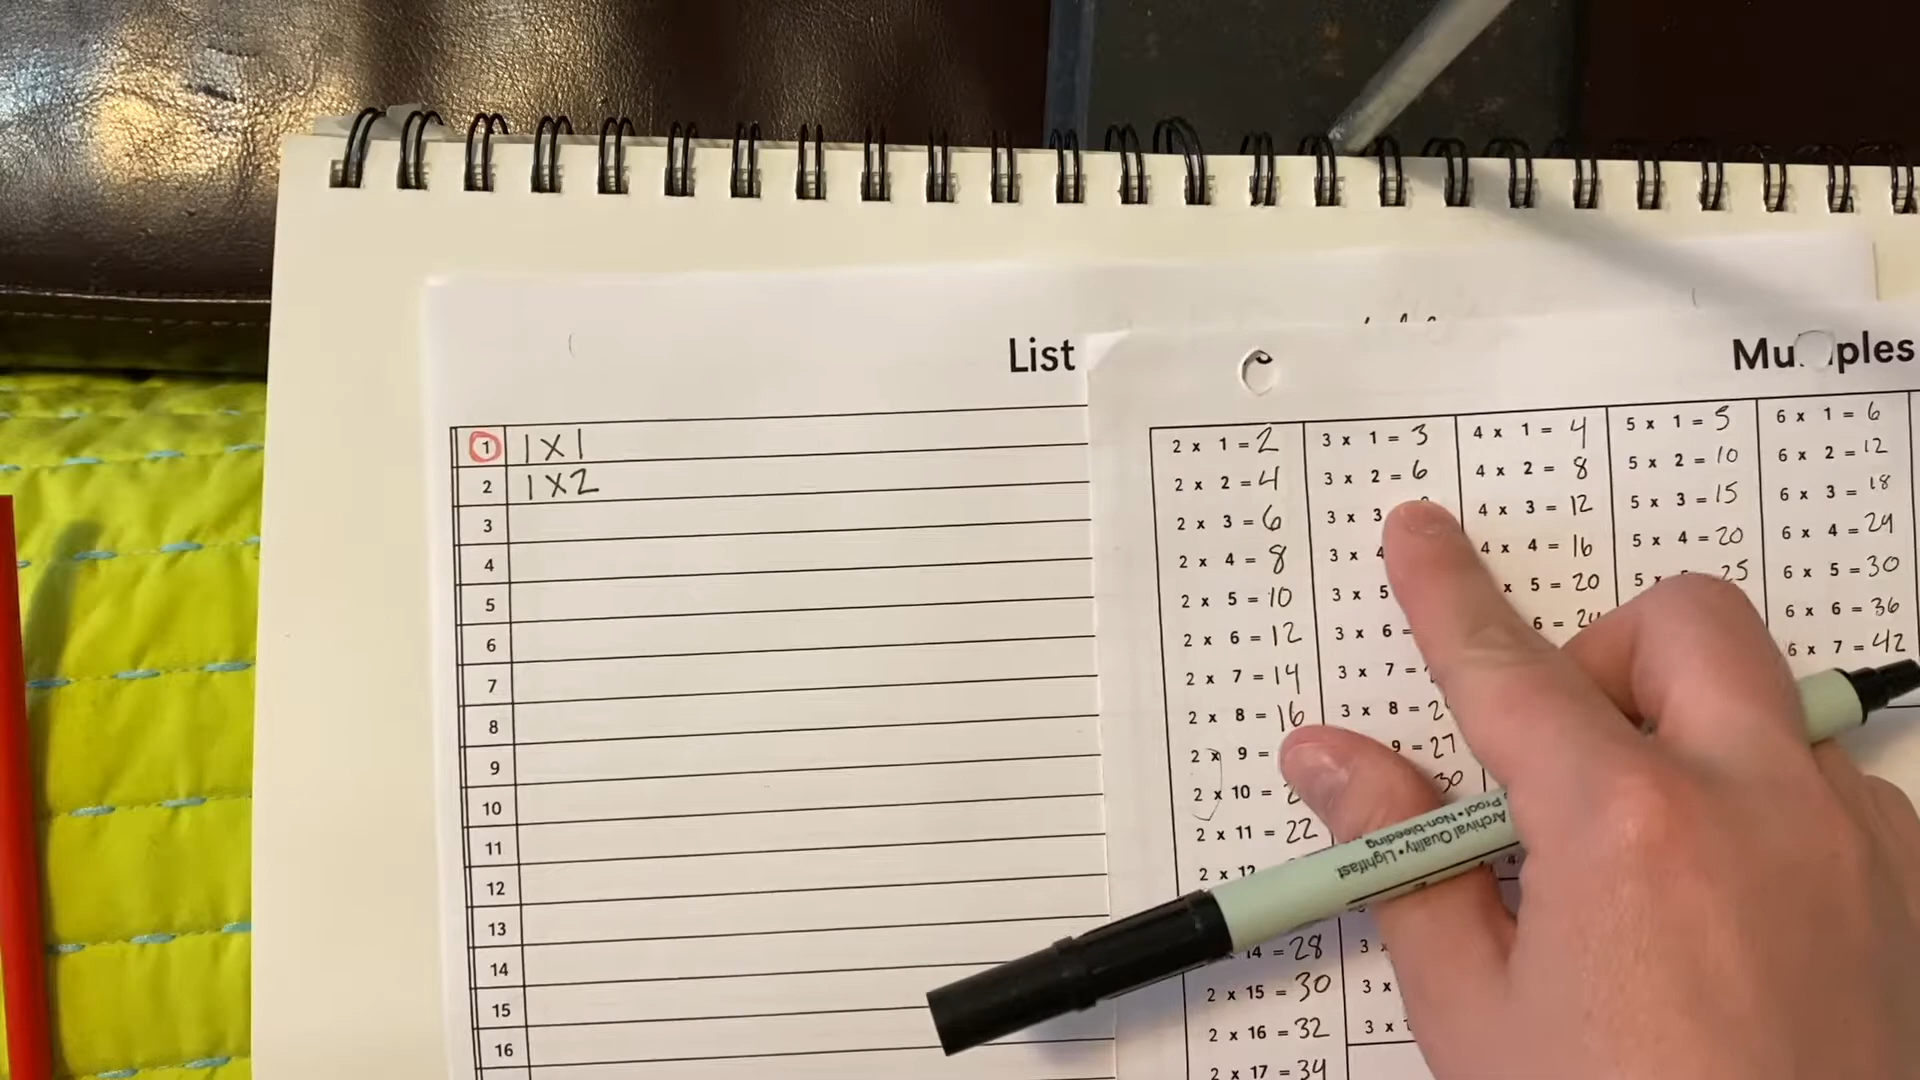 List
1 1X1
2 1X2
3
4
5
6
7
8
9
10
11
12
13
14
15
16
2 x 1 = 2
2 x 2 = 4
2 x 3 = 6
2 x 4 = 8
2 x 5 = 10
2 x 6 = 12
2 x 7 = 14
2 x 8 = 16
2 x 9 =
2 x 10 =
2 x 11 = 22
2 x 12
14 = 28
2 x 15 = 30
2 x 16 = 32
2 x 17 = 34
3 x 1 = 3
3 x 2 = 6
3 x 3
3 x 4
3 x 5
3 x 6 =
3 x 7 =
3 x 8 =
9 = 27
30
3 x
3 x
4 x 1 = 4
4 x 2 = 8
4 x 3 = 12
4 x 4 = 16
x 5 = 20
6 = 24
5 x 1 = 5
5 x 2 = 10
5 x 3 = 15
5 x 4 = 20
5 x 25
6 x 1 = 6
6 x 2 = 12
6 x 3 = 18
6 x 4 = 24
6 x 5 = 30
6 x 6 = 36
6 x 7 = 42
Archival Quality • Lightfast
Proof • Non-bleeding